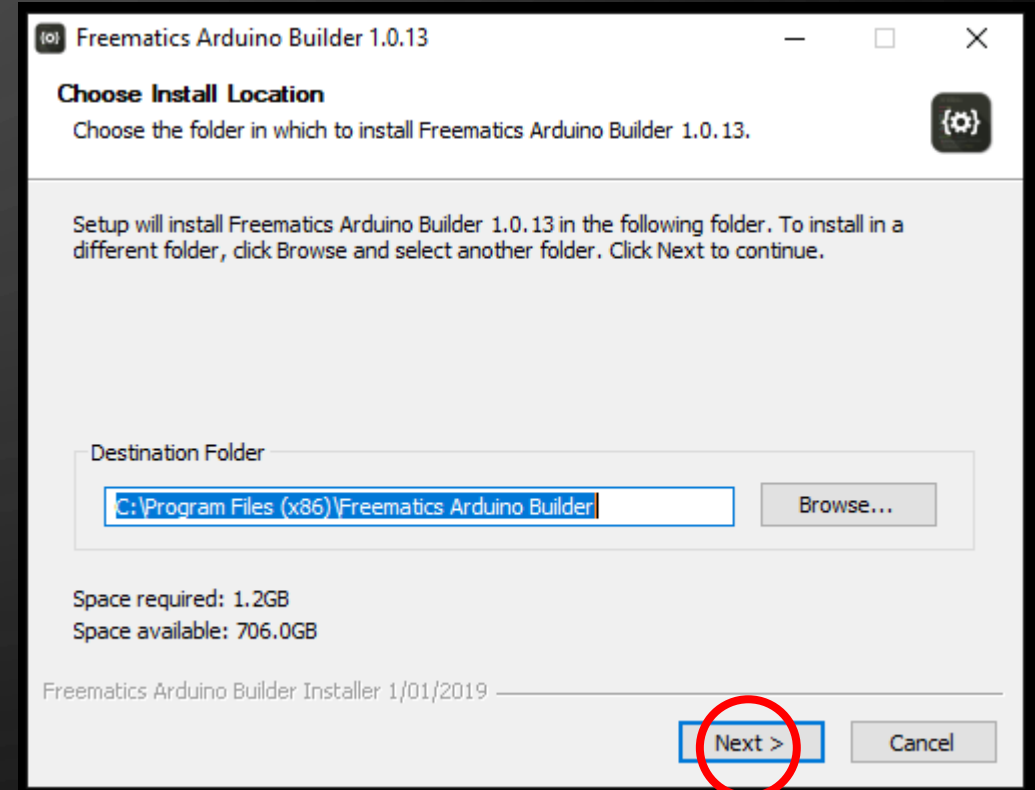 Freematics Arduino Builder 1.0.13
Choose Install Location
Choose the folder in which to install Freematics Arduino Builder 1.0.13.
Setup will install Freematics Arduino Builder 1.0.13 in the following folder. To install in a
different folder, click Browse and select another folder. Click Next to continue.
Destination Folder
C:\Program Files (x86)\Freematics Arduino Builder
Browse...
Space required: 1.2GB
Space available: 706.0GB
Freematics Arduino Builder Installer 1/01/2019
Next >
Cancel